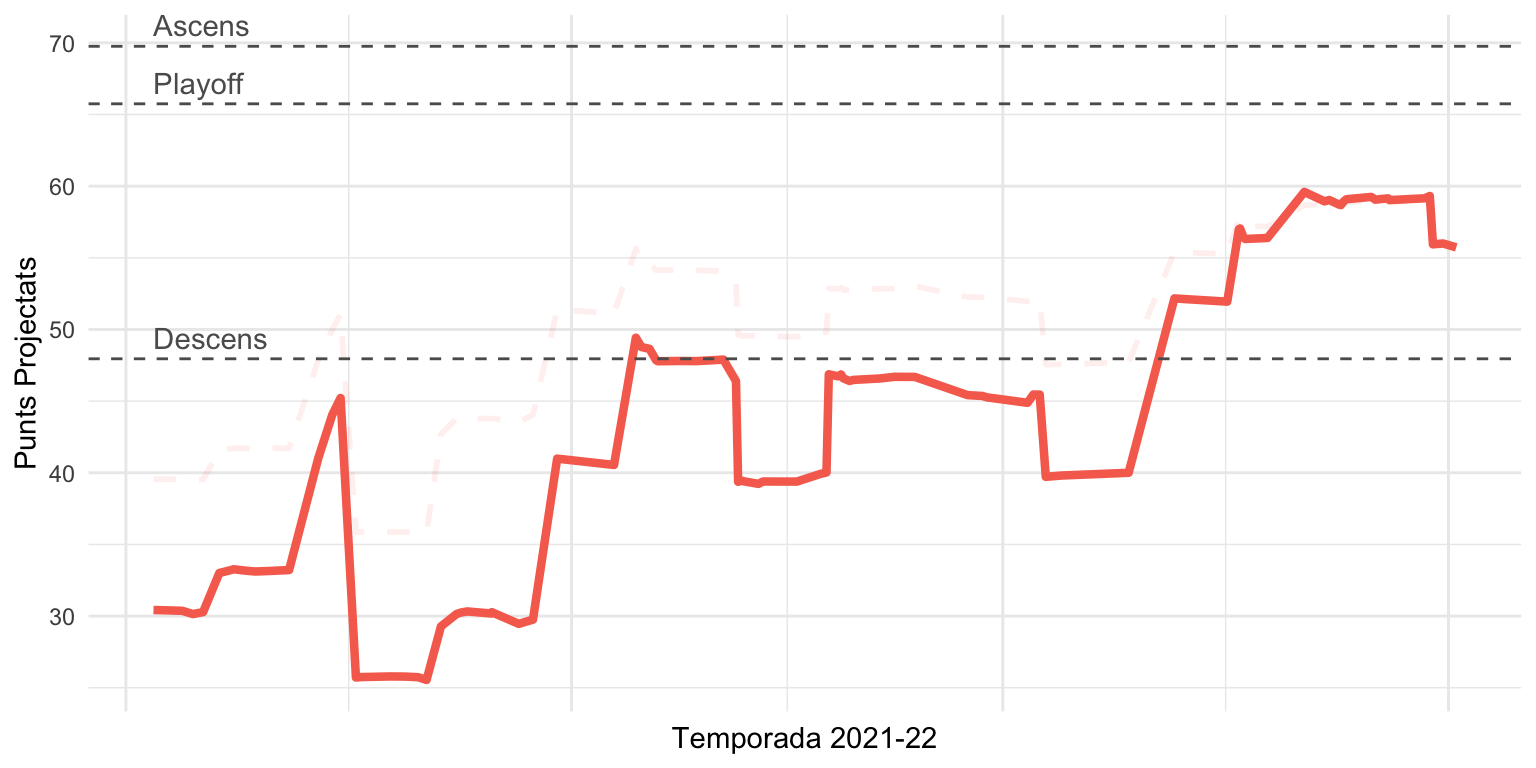 Ascens
70
Playoff
60
50
Descens
40
30
Punts Projectats
Temporada 2021-22